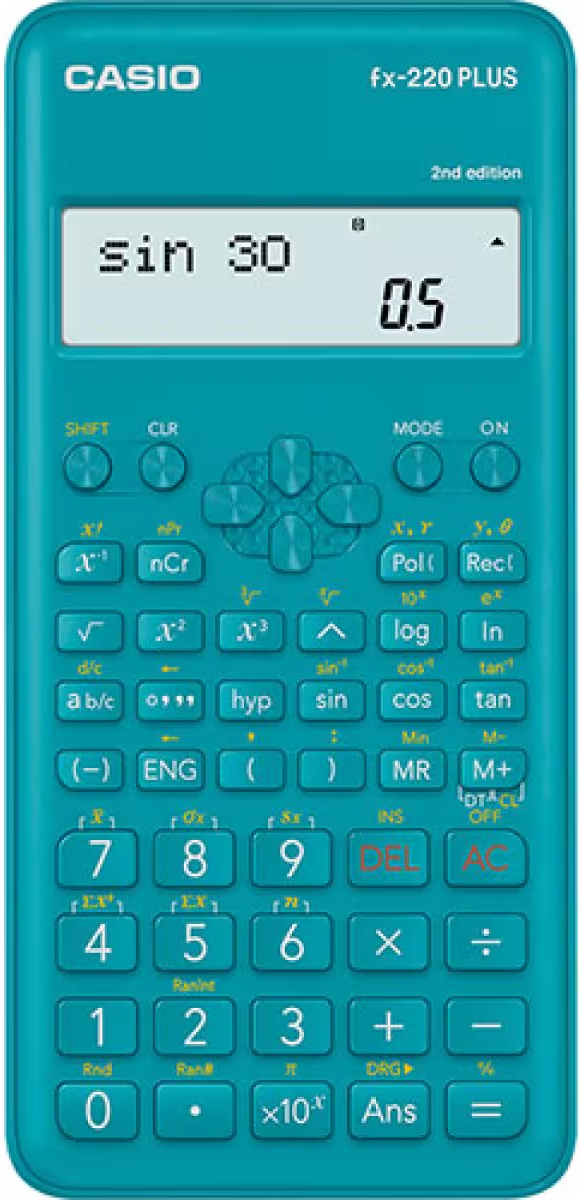 CASIO fx-220 PLUS
2nd edition
D
sin 30
0.5
SHIFT CLR MODE ON
x! nPr x, r y, θ
x⁻¹ nCr Pol( Rec(
³√ ˣ√ 10ˣ eˣ
√ x² x³ ^ log ln
d/c ← sin⁻¹ cos⁻¹ tan⁻¹
a b/c o,,, hyp sin cos tan
← , ; Min M−
(−) ENG ( ) MR M+
DT CL
x̄ σx sx INS OFF
7 8 9 DEL AC
Σx² Σx n
4 5 6 × ÷
RanInt
1 2 3 + −
Rnd Ran# π DRG▶ %
0 • ×10ˣ Ans =